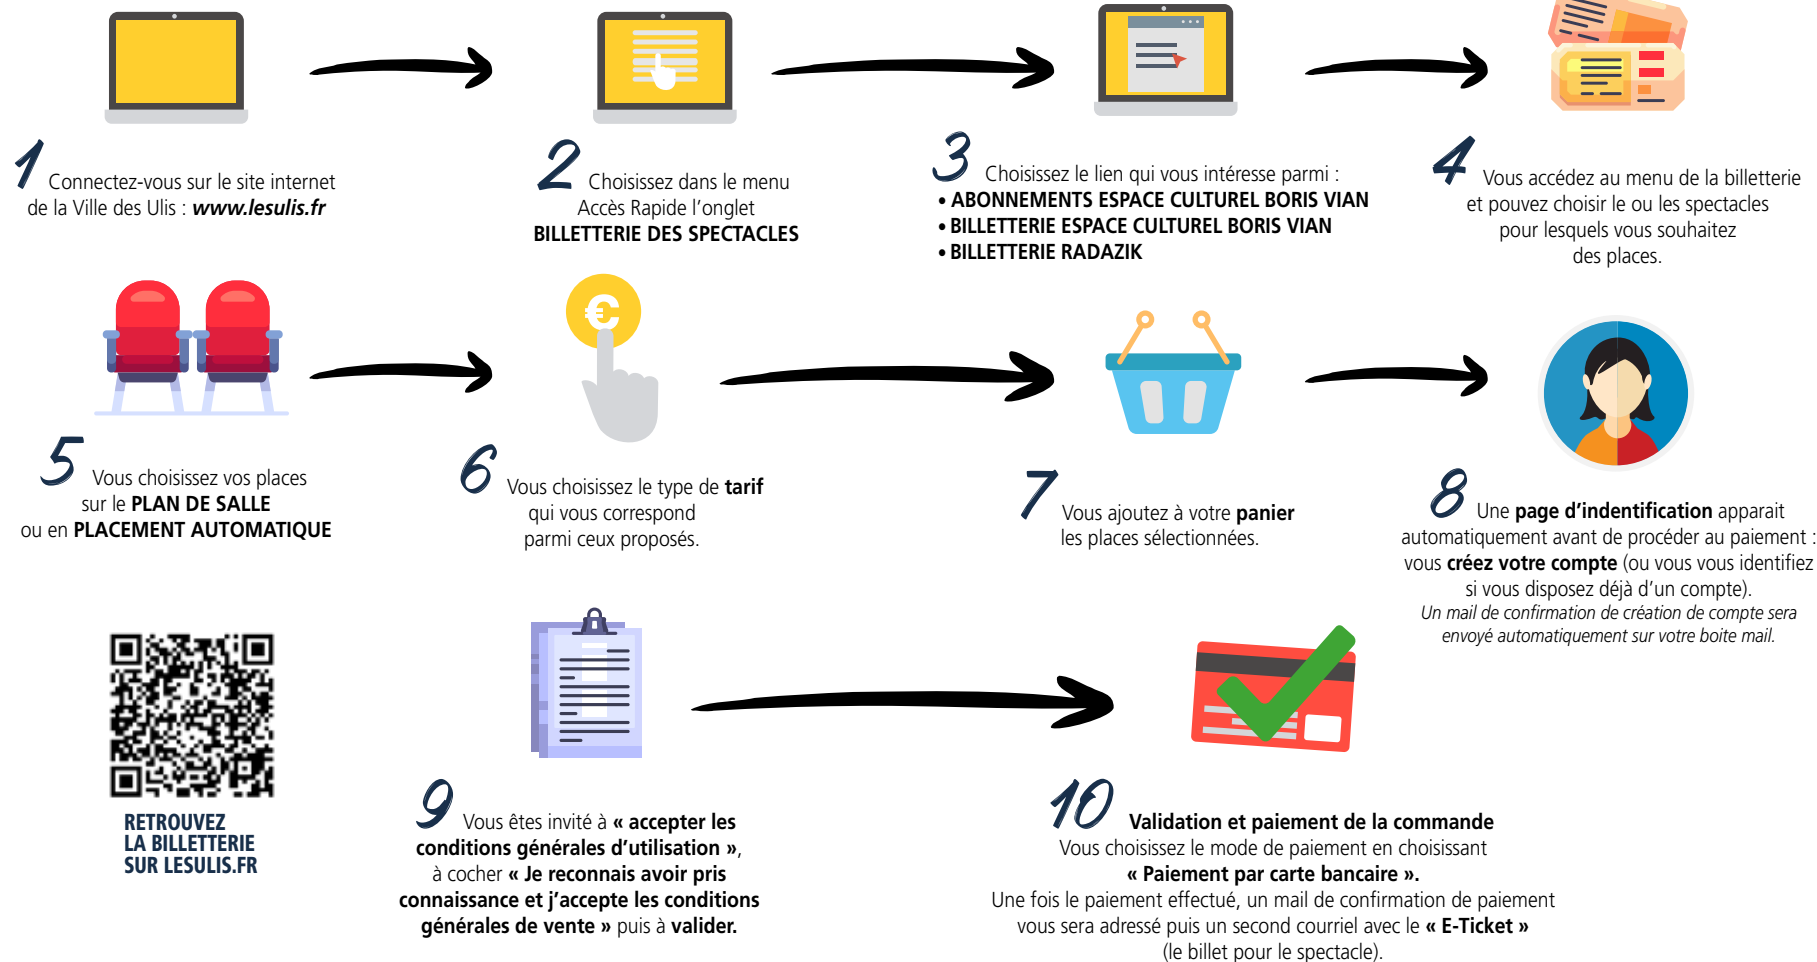 1 Connectez-vous sur le site internet
de la Ville des Ulis : www.lesulis.fr
2 Choisissez dans le menu
Accès Rapide l'onglet
BILLETTERIE DES SPECTACLES
3 Choisissez le lien qui vous intéresse parmi :
• ABONNEMENTS ESPACE CULTUREL BORIS VIAN
• BILLETTERIE ESPACE CULTUREL BORIS VIAN
• BILLETTERIE RADAZIK
4 Vous accédez au menu de la billetterie
et pouvez choisir le ou les spectacles
pour lesquels vous souhaitez
des places.
5 Vous choisissez vos places
sur le PLAN DE SALLE
ou en PLACEMENT AUTOMATIQUE
€
6 Vous choisissez le type de tarif
qui vous correspond
parmi ceux proposés.
7 Vous ajoutez à votre panier
les places sélectionnées.
8 Une page d'indentification apparait
automatiquement avant de procéder au paiement :
vous créez votre compte (ou vous vous identifiez
si vous disposez déjà d'un compte).
Un mail de confirmation de création de compte sera
envoyé automatiquement sur votre boite mail.
RETROUVEZ
LA BILLETTERIE
SUR LESULIS.FR
9 Vous êtes invité à « accepter les
conditions générales d'utilisation »,
à cocher « Je reconnais avoir pris
connaissance et j'accepte les conditions
générales de vente » puis à valider.
10 Validation et paiement de la commande
Vous choisissez le mode de paiement en choisissant
« Paiement par carte bancaire ».
Une fois le paiement effectué, un mail de confirmation de paiement
vous sera adressé puis un second courriel avec le « E-Ticket »
(le billet pour le spectacle).